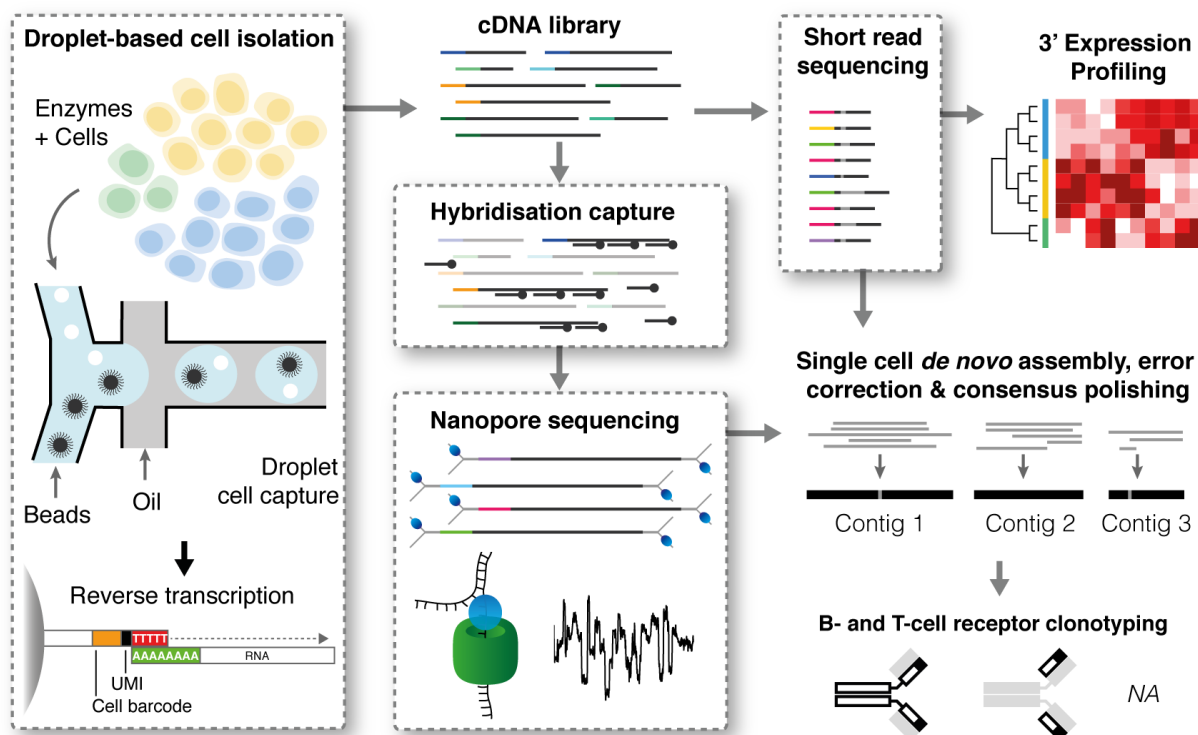 Droplet-based cell isolation
Enzymes
+ Cells
Beads
Oil
Droplet
cell capture
Reverse transcription
TTTTT
AAAAAAAA
RNA
UMI
Cell barcode
cDNA library
Hybridisation capture
Nanopore sequencing
Short read
sequencing
3’ Expression
Profiling
Single cell de novo assembly, error
correction & consensus polishing
Contig 1
Contig 2
Contig 3
B- and T-cell receptor clonotyping
NA